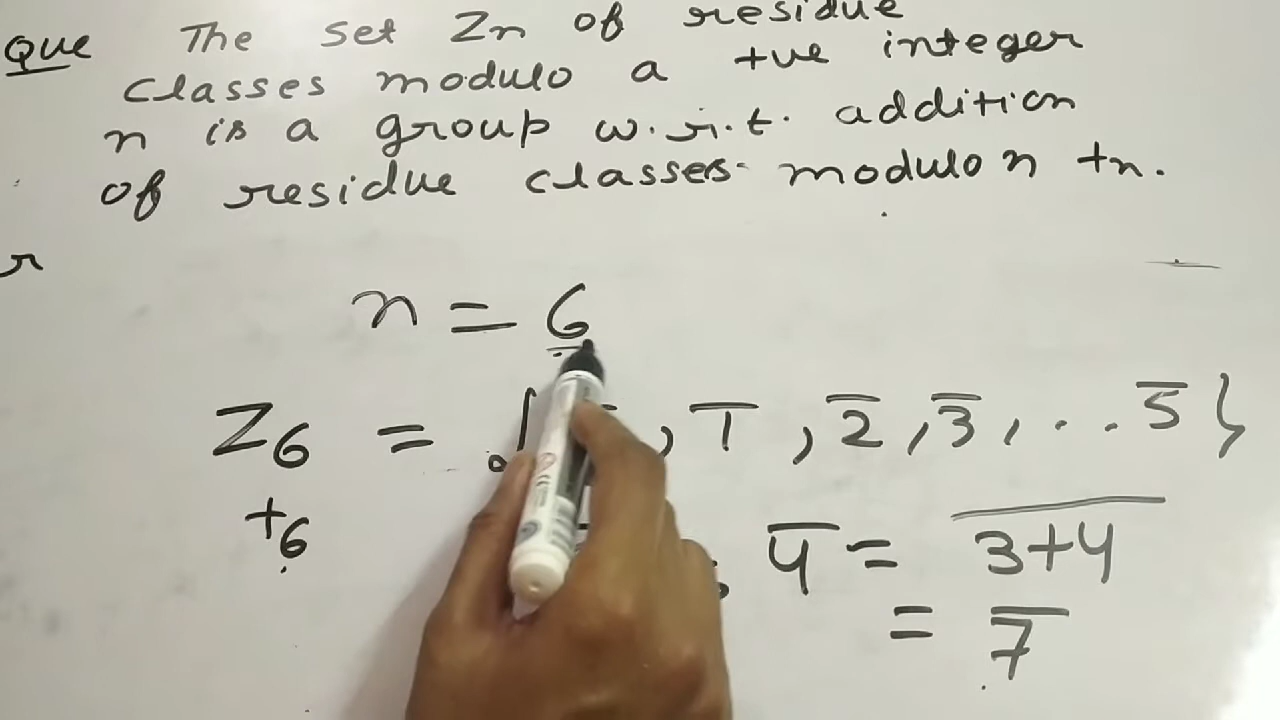 Que The set Zn of residue
classes modulo a +ve integer
n is a group w.r.t. addition
of residue classes modulo n +n.
r
n = 6
Z6 = { , 1̅, 2̅, 3̅, ... 5̅ }
+6 4̅ = \overline{3+4}
= 7̅